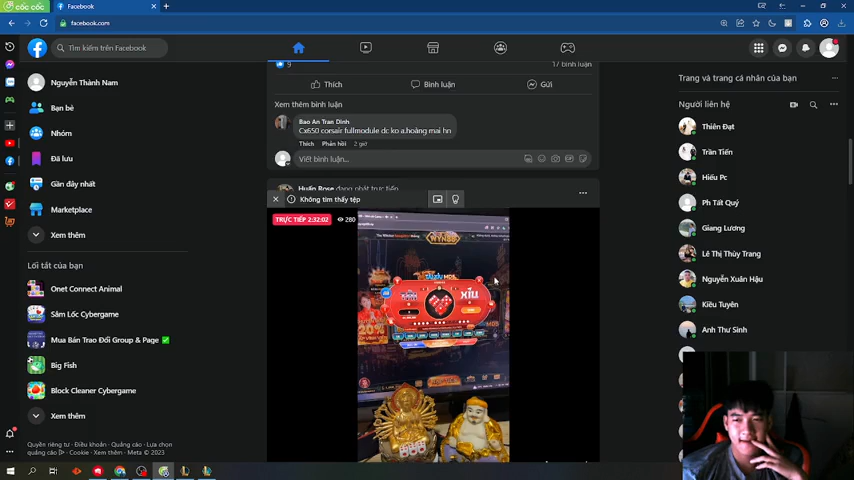 cốc cốc
Facebook
facebook.com
Tìm kiếm trên Facebook
Nguyễn Thành Nam
Bạn bè
Nhóm
Đã lưu
Gần đây nhất
Marketplace
Xem thêm
Lối tắt của bạn
Onet Connect Animal
Sâm Lốc Cybergame
Mua Bán Trao Đổi Group & Page
Big Fish
Block Cleaner Cybergame
Xem thêm
Quyền riêng tư · Điều khoản · Quảng cáo · Lựa chọn
quảng cáo · Cookie · Xem thêm · Meta © 2023
9
17 bình luận
Thích
Bình luận
Gửi
Xem thêm bình luận
Bao An Tran Dinh
Cx650 corsair fullmodule dc ko a.hoàng mai hn
Thích Phản hồi 2 giờ
Viết bình luận...
Huấn Rose đang phát trực tiếp.
Không tìm thấy tệp
TRỰC TIẾP 2:32:02
280
WIN88
TÀI XỈU MD5
XỈU
20%
Trang và trang cá nhân của bạn
Người liên hệ
Thiên Đạt
Trần Tiến
Hiếu Pc
Ph Tất Quý
Giang Lương
Lê Thị Thùy Trang
Nguyễn Xuân Hậu
Kiều Tuyên
Anh Thư Sinh